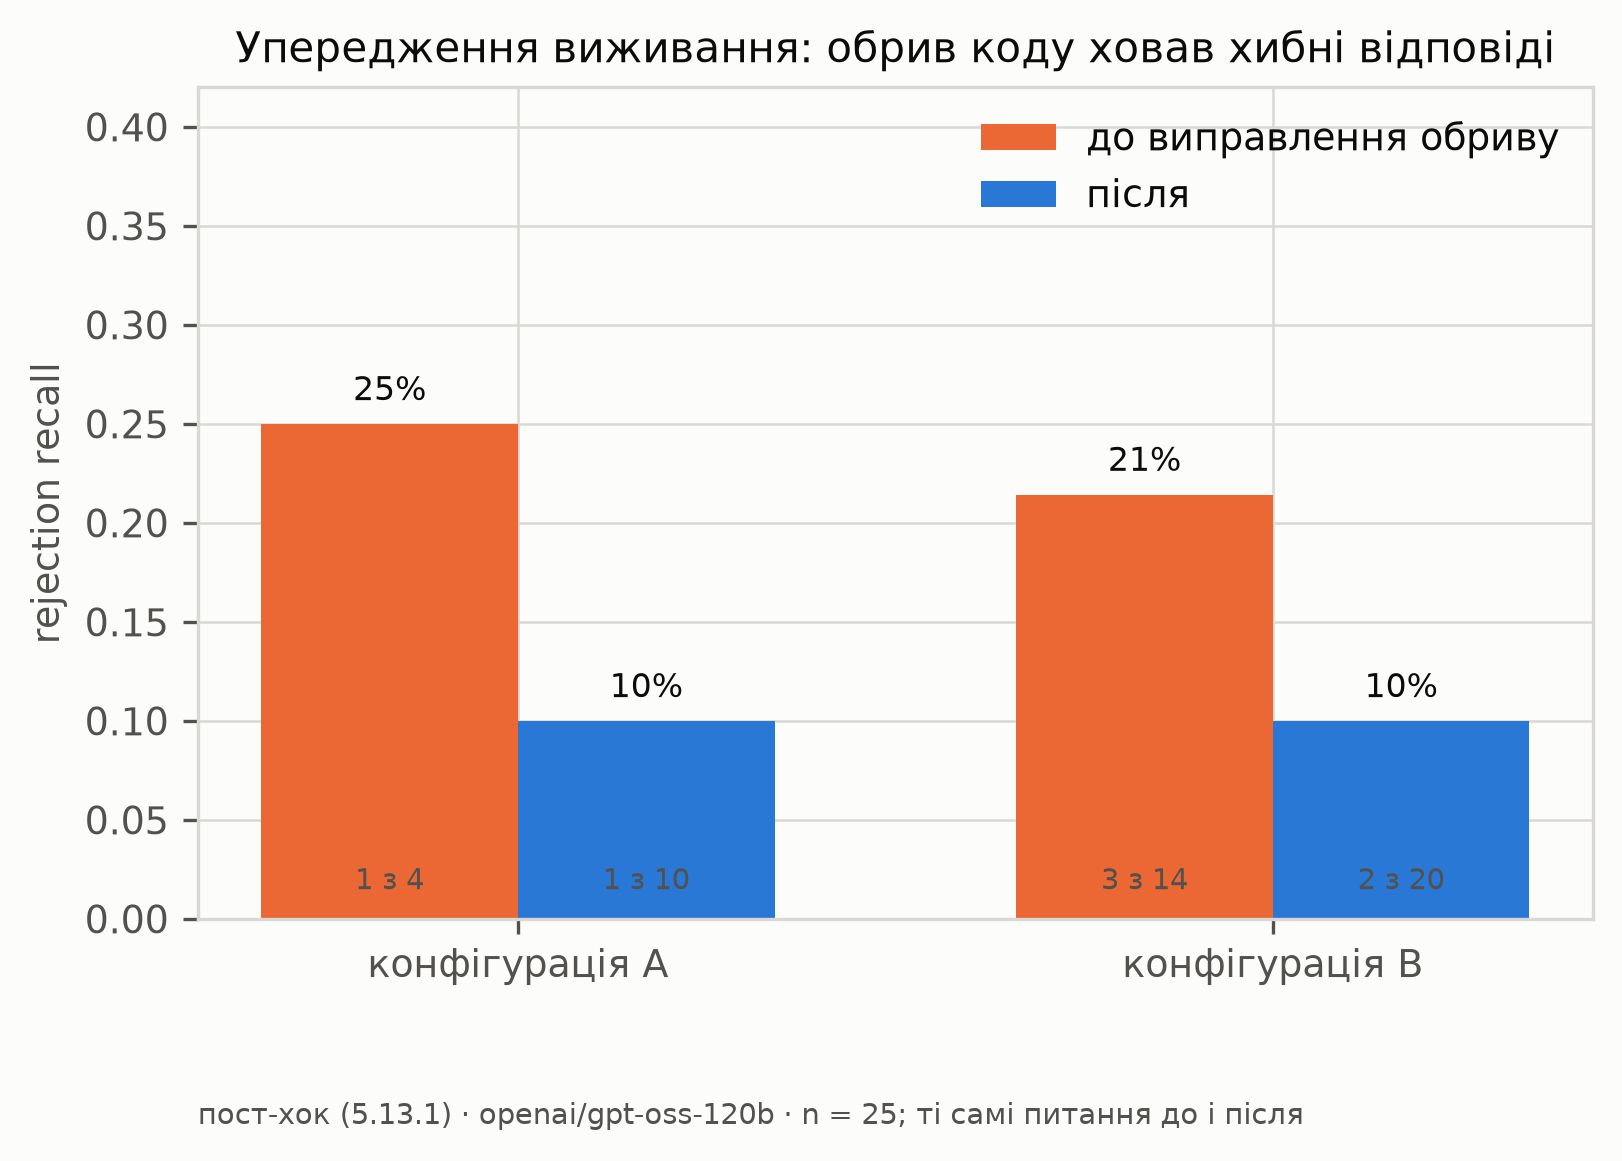 Упередження виживання: обрив коду ховав хибні відповіді
до виправлення обриву
після
rejection recall
0.40
0.35
0.30
0.25
0.20
0.15
0.10
0.05
0.00
25%
10%
21%
10%
1 з 4
1 з 10
3 з 14
2 з 20
конфігурація A
конфігурація B
пост-хок (5.13.1) · openai/gpt-oss-120b · n = 25; ті самі питання до і після